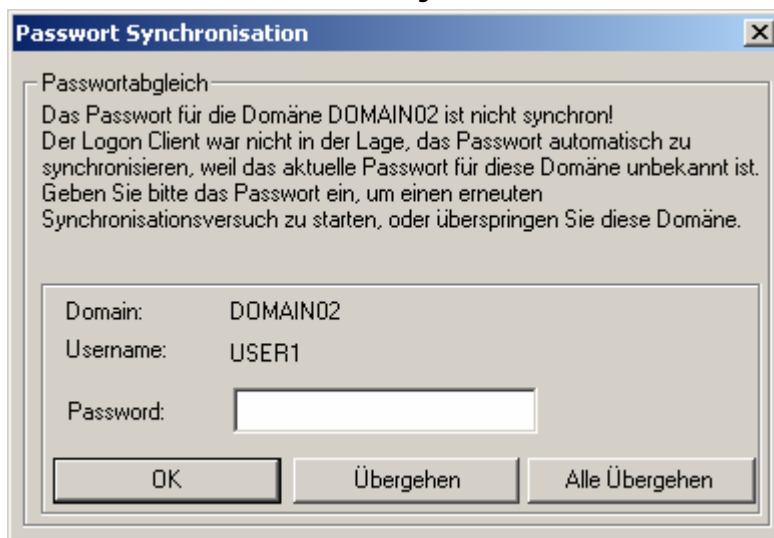 Passwort Synchronisation
Passwortabgleich
Das Passwort für die Domäne DOMAIN02 ist nicht synchron!
Der Logon Client war nicht in der Lage, das Passwort automatisch zu
synchronisieren, weil das aktuelle Passwort für diese Domäne unbekannt ist.
Geben Sie bitte das Passwort ein, um einen erneuten
Synchronisationsversuch zu starten, oder überspringen Sie diese Domäne.
Domain: DOMAIN02
Username: USER1
Password:
OK Übergehen Alle Übergehen